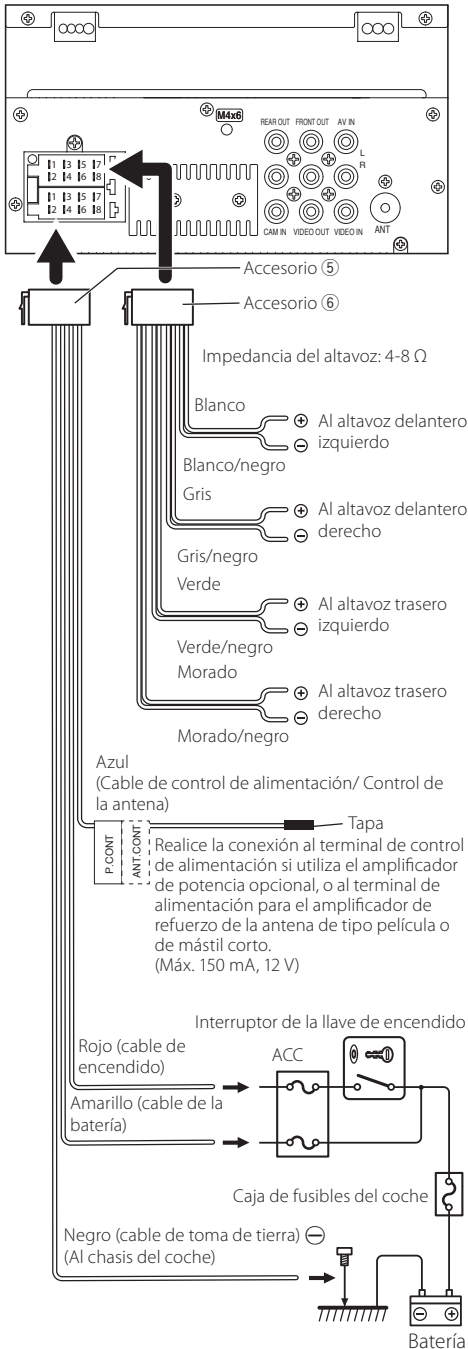 M4x6
REAR OUT FRONT OUT AV IN
L
R
1 3 5 7
2 4 6 8
1 3 5 7
2 4 6 8
CAM IN VIDEO OUT VIDEO IN
ANT
Accesorio ⑤
Accesorio ⑥
Impedancia del altavoz: 4-8 Ω
Blanco
⊕ Al altavoz delantero
⊖ izquierdo
Blanco/negro
Gris
⊕ Al altavoz delantero
⊖ derecho
Gris/negro
Verde
⊕ Al altavoz trasero
⊖ izquierdo
Verde/negro
Morado
⊕ Al altavoz trasero
⊖ derecho
Morado/negro
Azul
(Cable de control de alimentación/ Control de
la antena)
P.CONT
ANT.CONT
Tapa
Realice la conexión al terminal de control
de alimentación si utiliza el amplificador
de potencia opcional, o al terminal de
alimentación para el amplificador de
refuerzo de la antena de tipo película o
de mástil corto.
(Máx. 150 mA, 12 V)
Interruptor de la llave de encendido
Rojo (cable de
encendido)
ACC
Amarillo (cable de la
batería)
Caja de fusibles del coche
Negro (cable de toma de tierra) ⊖
(Al chasis del coche)
⊖ ⊕
Batería